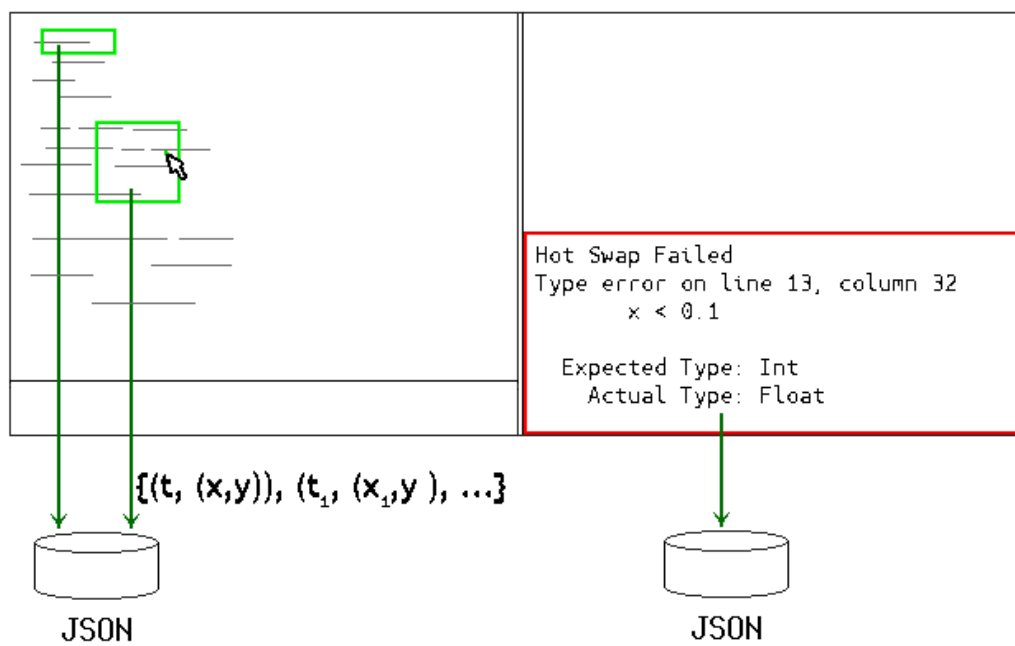 Hot Swap Failed
Type error on line 13, column 32
x < 0.1
Expected Type: Int
Actual Type: Float
{(t, (x,y)), (t₁, (x₁,y ), ...}
JSON
JSON